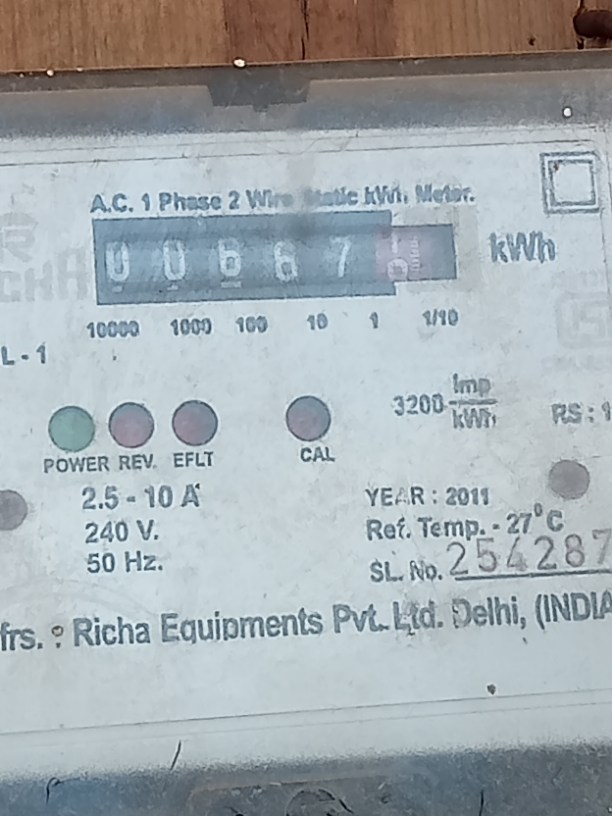 A.C. 1 Phase 2 Wire Static kWh. Meter.
0 0 6 6 7
kWh
10000 1000 100 10 1 1/10
L - 1
3200 Imp/kWh
RS : 1
POWER REV. EFLT CAL
2.5 - 10 A
240 V.
50 Hz.
YEAR : 2011
Ref. Temp. - 27°C
SL. No. 254287
frs. : Richa Equipments Pvt. Ltd. Delhi, (INDIA